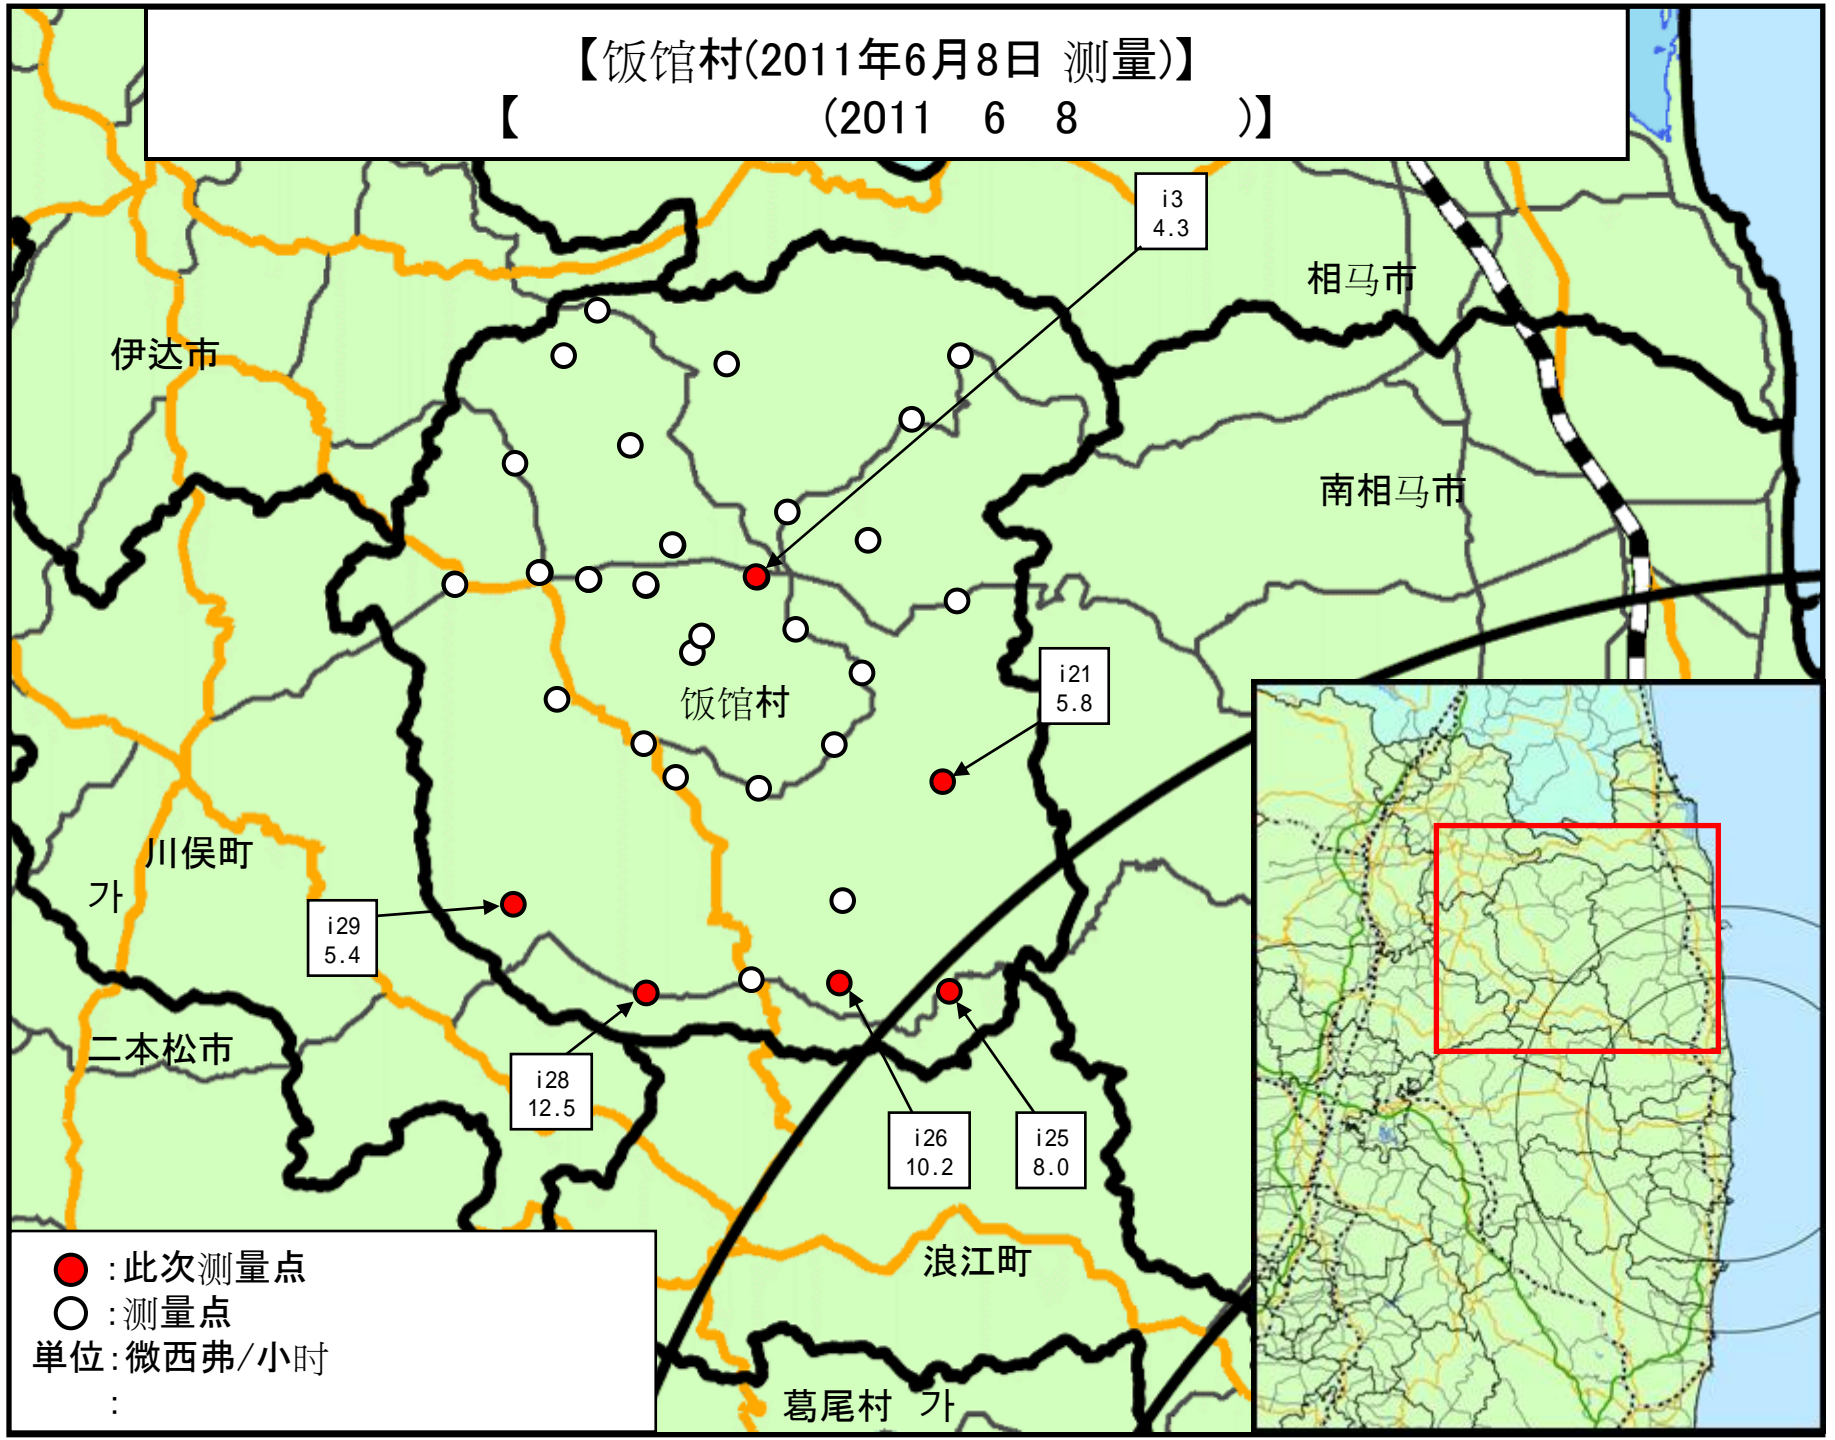 【饭馆村(2011年6月8日 测量)】
【 (2011 6 8 )】
i3
4.3
相马市
伊达市
南相马市
i21
5.8
饭馆村
川俣町
가
i29
5.4
二本松市
i28
12.5
i26
10.2
i25
8.0
浪江町
葛尾村 가
:此次测量点
:测量点
単位:微西弗/小时
: